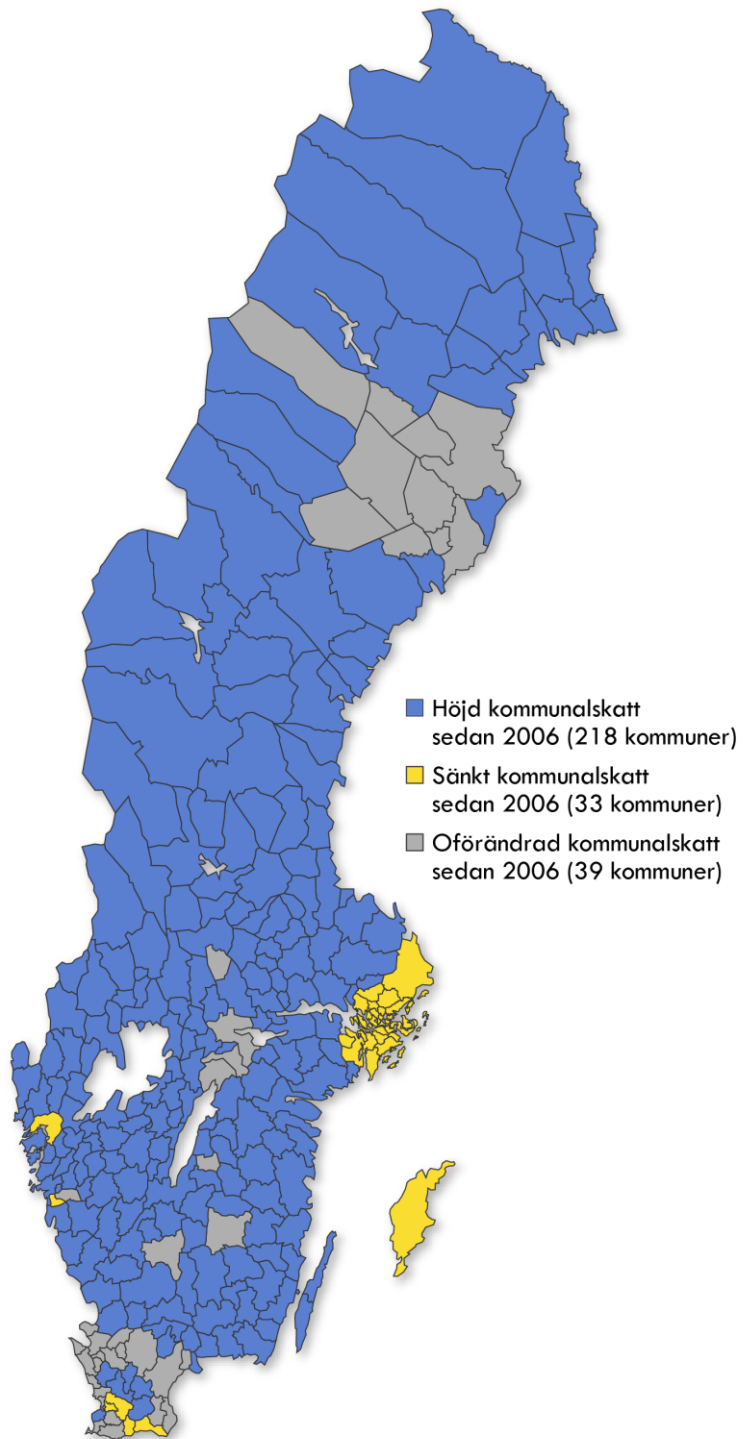 Höjd kommunalskatt
sedan 2006 (218 kommuner)
Sänkt kommunalskatt
sedan 2006 (33 kommuner)
Oförändrad kommunalskatt
sedan 2006 (39 kommuner)